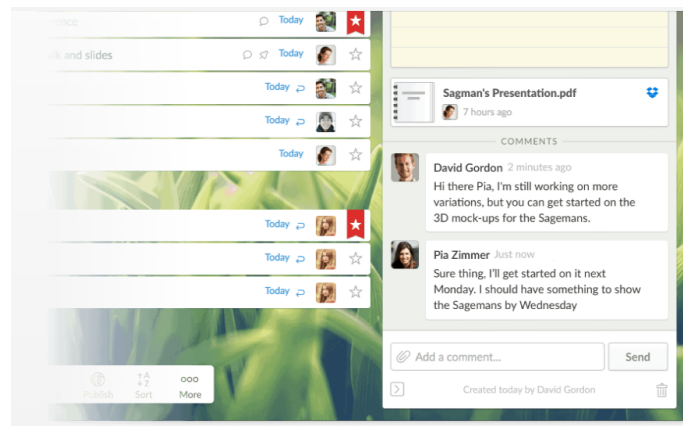 ence
Today
lk and slides
Today
Today
Today
Today
Today
Today
Today
Publish
Sort
More
Sagman's Presentation.pdf
7 hours ago
COMMENTS
David Gordon 2 minutes ago
Hi there Pia, I'm still working on more
variations, but you can get started on the
3D mock-ups for the Sagemans.
Pia Zimmer Just now
Sure thing, I'll get started on it next
Monday. I should have something to show
the Sagemans by Wednesday
Add a comment...
Send
Created today by David Gordon